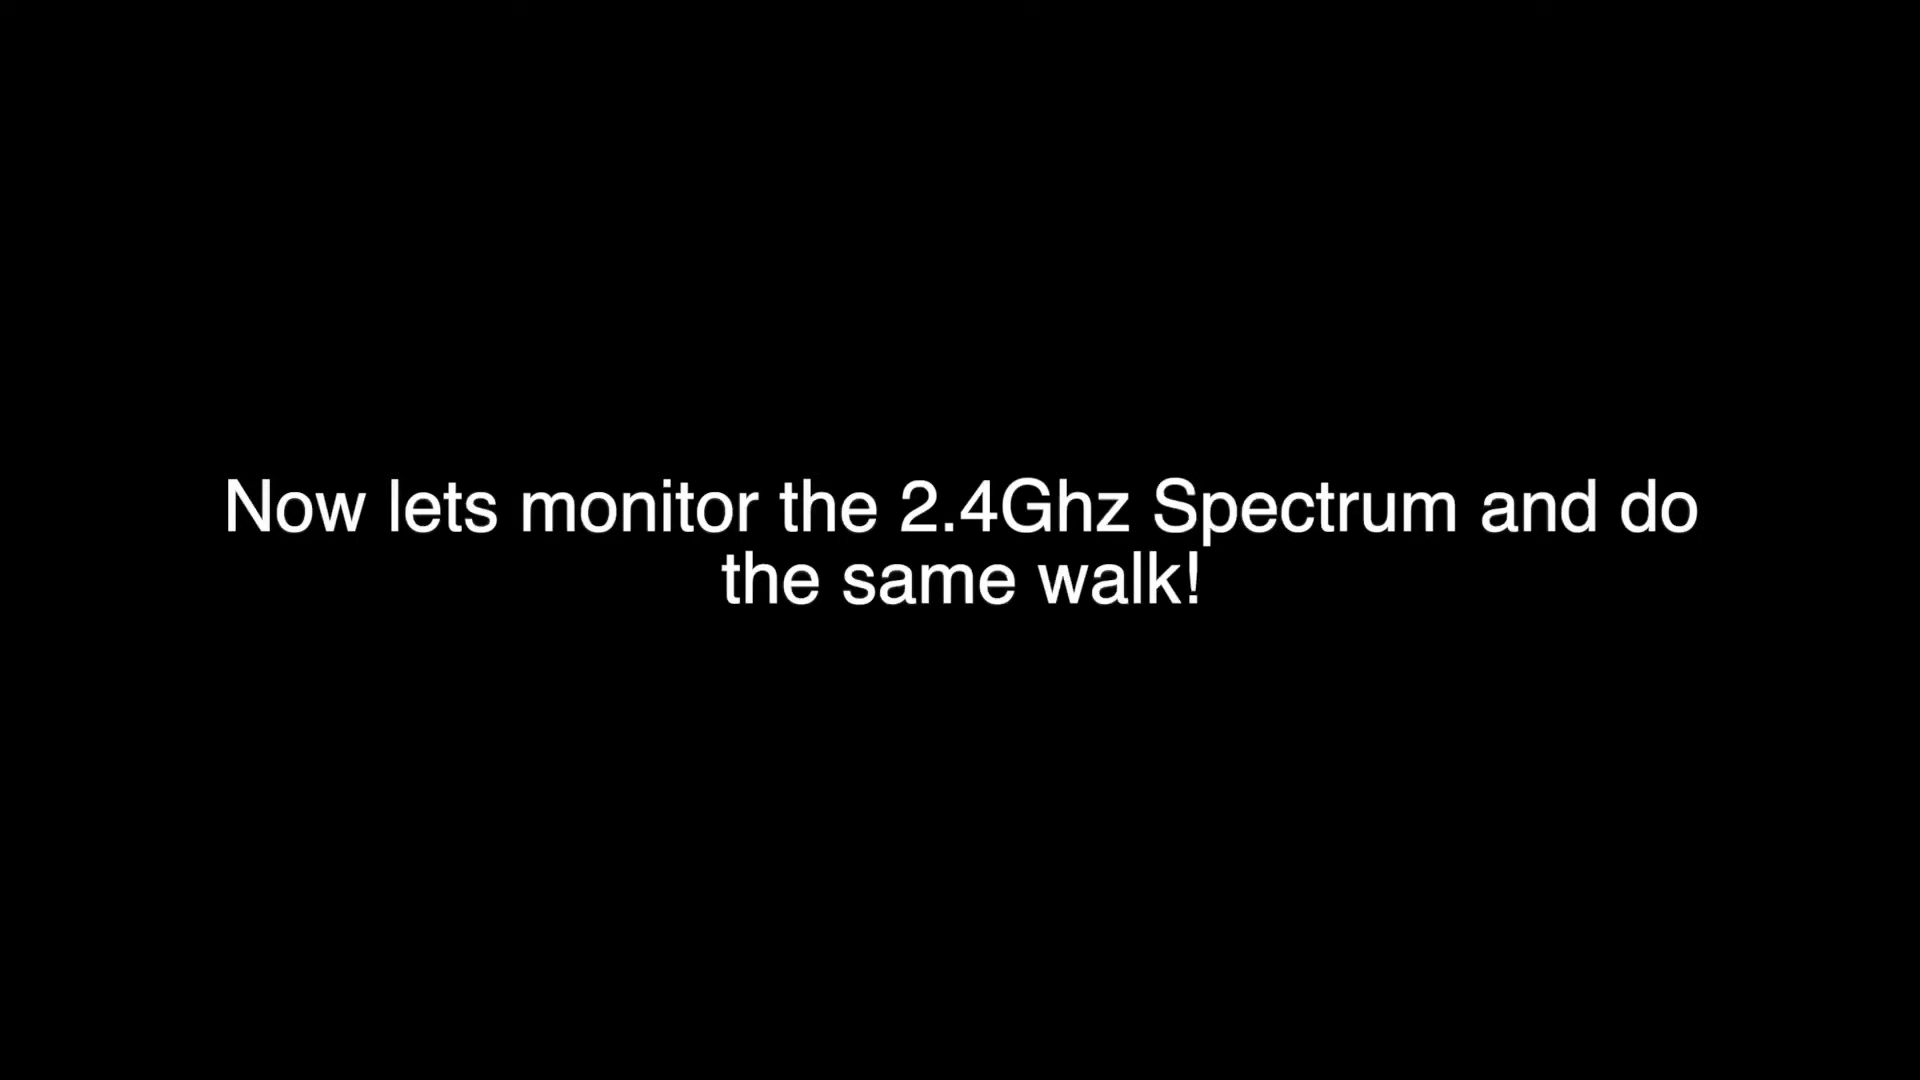 Now lets monitor the 2.4Ghz Spectrum and do
the same walk!